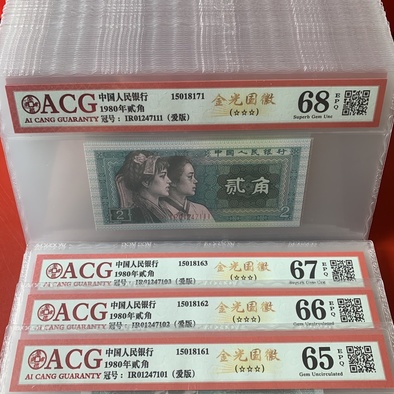 ACG
AI CANG GUARANTY
中国人民银行
1980年贰角
冠号：IR01247111 (爱版)
15018171
金光国徽
(☆☆☆)
68 EPQ
Superb Gem Unc
中国人民银行
贰角
2
2
ACG
AI CANG GUARANTY
中国人民银行
1980年贰角
冠号：IR01247103 (爱版)
15018163
金光国徽
(☆☆☆)
67 EPQ
Superb Gem Unc
ACG
AI CANG GUARANTY
中国人民银行
1980年贰角
冠号：IR01247102 (爱版)
15018162
金光国徽
(☆☆☆)
66 EPQ
Gem Uncirculated
ACG
AI CANG GUARANTY
中国人民银行
1980年贰角
冠号：IR01247101 (爱版)
15018161
金光国徽
(☆☆☆)
65 EPQ
Gem Uncirculated